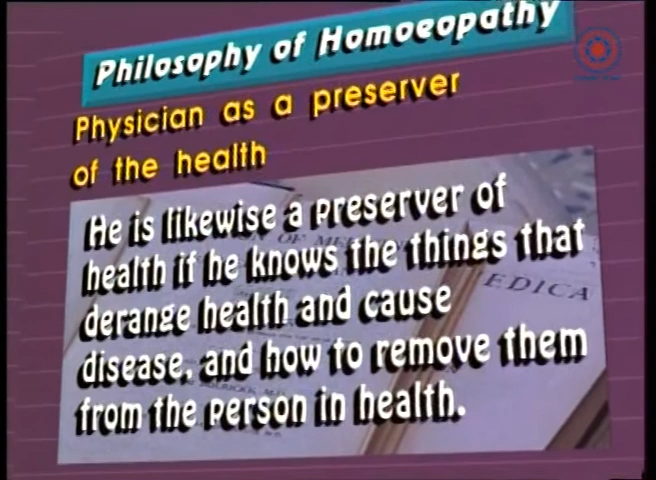 Philosophy of Homoeopathy
Physician as a preserver
of the health
He is likewise a preserver of
health if he knows the things that
derange health and cause
disease, and how to remove them
from the person in health.
EDICA